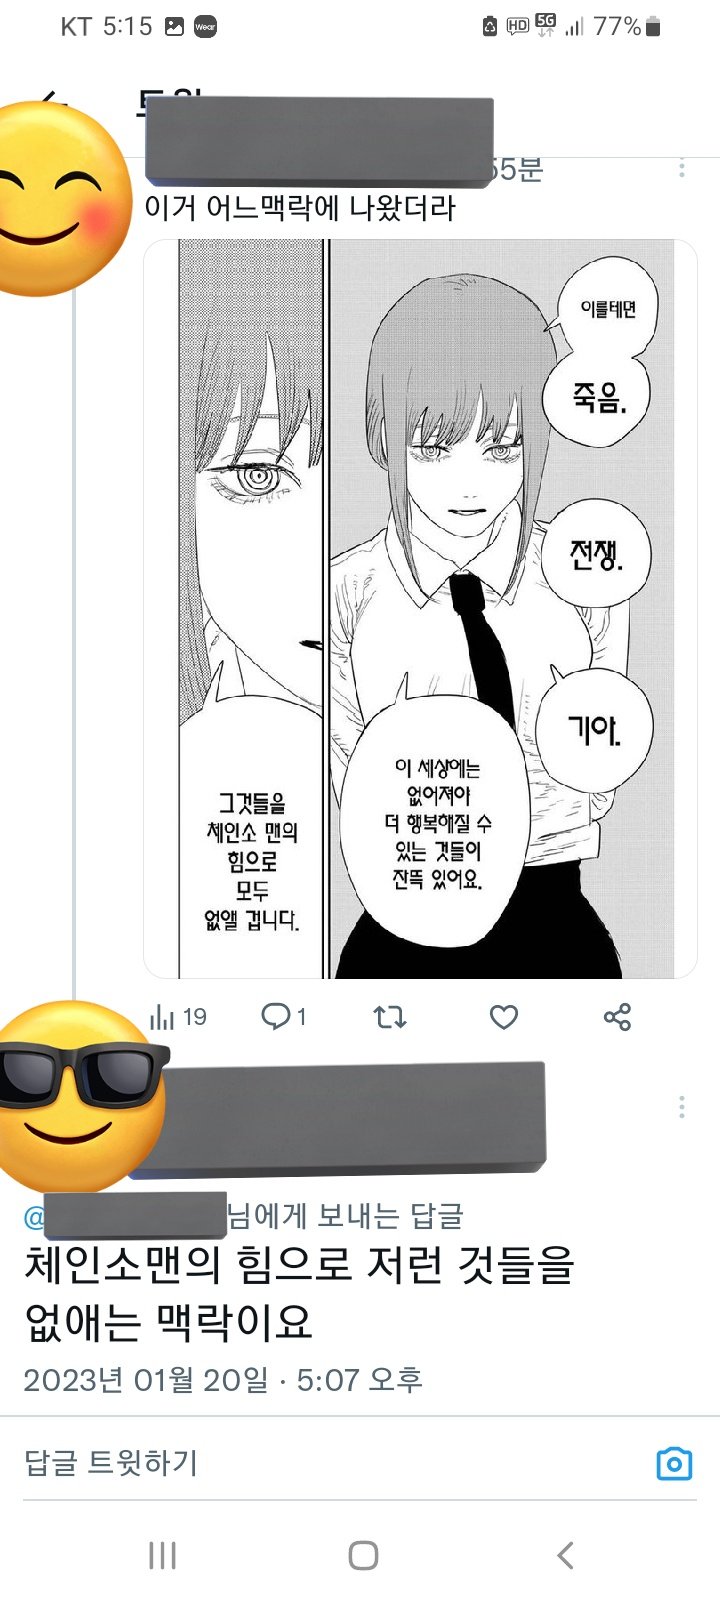 KT 5:15 Wear HD 5G 77%
트윗
55분
이거 어느맥락에 나왔더라
이를테면
죽음.
전쟁.
기아.
이 세상에는
없어져야
더 행복해질 수
있는 것들이
잔뜩 있어요.
그것들을
체인소 맨의
힘으로
모두
없앨 겁니다.
19 1
@
님에게 보내는 답글
체인소맨의 힘으로 저런 것들을
없애는 맥락이요
2023년 01월 20일 · 5:07 오후
답글 트윗하기